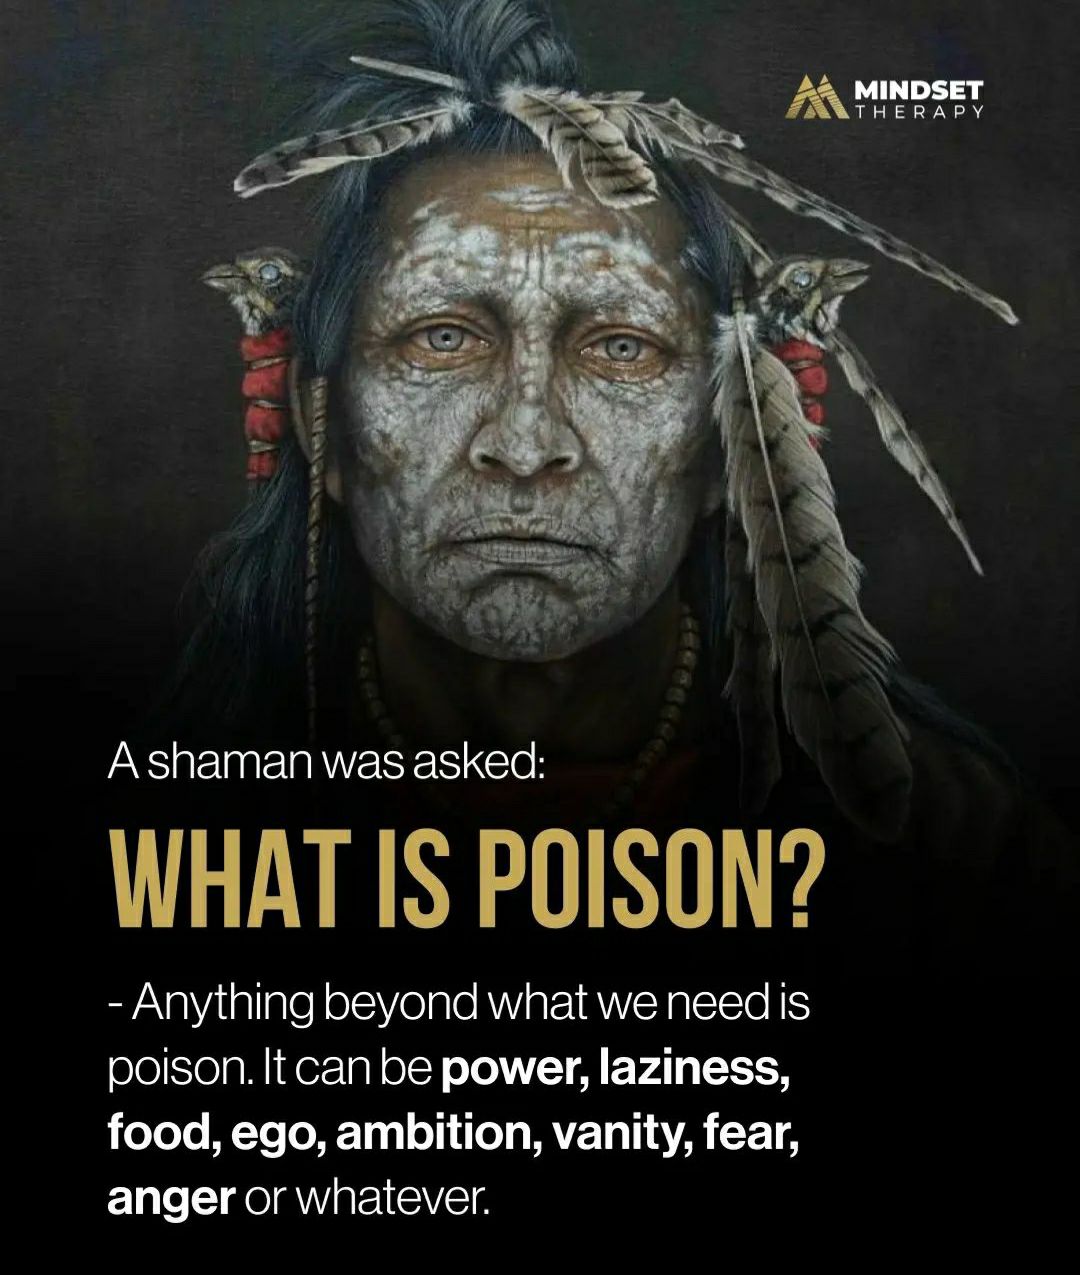 MINDSET
THERAPY
A shaman was asked:
WHAT IS POISON?
- Anything beyond what we need is
poison. It can be power, laziness,
food, ego, ambition, vanity, fear,
anger or whatever.